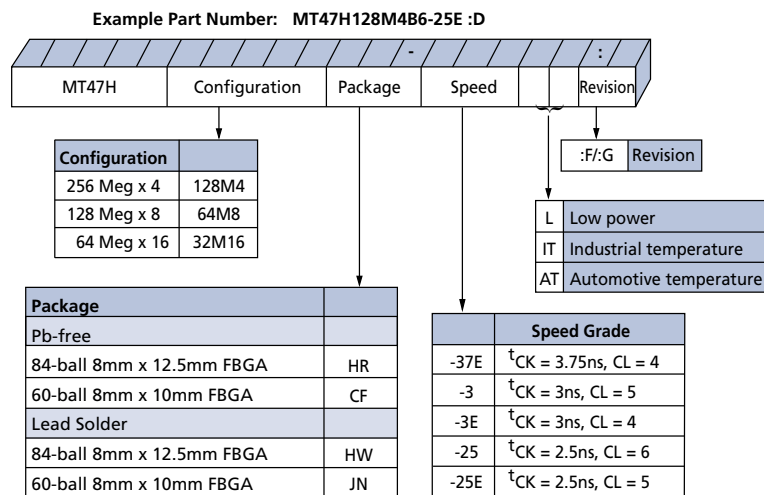 Example Part Number: MT47H128M4B6-25E :D
- :
MT47H Configuration Package Speed Revision
:F/:G Revision
Configuration
256 Meg x 4 128M4
128 Meg x 8 64M8
64 Meg x 16 32M16
L Low power
IT Industrial temperature
AT Automotive temperature
Package
Pb-free
84-ball 8mm x 12.5mm FBGA HR
60-ball 8mm x 10mm FBGA CF
Lead Solder
84-ball 8mm x 12.5mm FBGA HW
60-ball 8mm x 10mm FBGA JN
Speed Grade
-37E tCK = 3.75ns, CL = 4
-3 tCK = 3ns, CL = 5
-3E tCK = 3ns, CL = 4
-25 tCK = 2.5ns, CL = 6
-25E tCK = 2.5ns, CL = 5